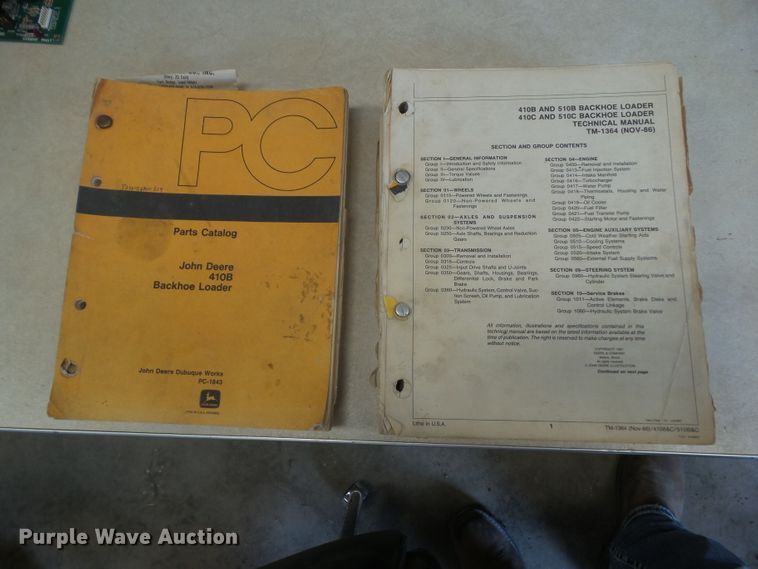 PC
Parts Catalog
John Deere
410B
Backhoe Loader
John Deere Dubuque Works
PC-1843
410B AND 510B BACKHOE LOADER
410C AND 510C BACKHOE LOADER
TECHNICAL MANUAL
TM-1364 (NOV-86)
SECTION AND GROUP CONTENTS
SECTION I—GENERAL INFORMATION
Group I—Introduction and Safety Information
Group II—General Specifications
Group III—Torque Values
Group IV—Lubrication
SECTION 01—WHEELS
Group 0110—Powered Wheels and Fastenings
Group 0120—Non-Powered Wheels and
Fastenings
SECTION 02—AXLES AND SUSPENSION
SYSTEMS
Group 0230—Non-Powered Wheel Axles
Group 0250—Axle Shafts, Bearings and Reduction
Gears
SECTION 03—TRANSMISSION
Group 0300—Removal and Installation
Group 0315—Controls
Group 0325—Input Drive Shafts and U-Joints
Group 0350—Gears, Shafts, Bearings,
Differential Lock, Brake and Park
Brake
Group 0360—Hydraulic System, Control Valve, Suc-
tion Screen, Oil Pump, and Lubrication
System
SECTION 04—ENGINE
Group 0400—Removal and Installation
Group 0413—Fuel Injection System
Group 0414—Intake Manifold
Group 0416—Turbocharger
Group 0417—Water Pump
Group 0418—Thermostats, Housing and Water
Piping
Group 0419—Oil Cooler
Group 0420—Fuel Filter
Group 0421—Fuel Transfer Pump
Group 0422—Starting Motor and Fastenings
SECTION 05—ENGINE AUXILIARY SYSTEMS
Group 0505—Cold Weather Starting Aids
Group 0510—Cooling Systems
Group 0515—Speed Controls
Group 0520—Intake System
Group 0560—External Fuel Supply Systems
SECTION 09—STEERING SYSTEM
Group 0960—Hydraulic System Steering Valve and
Cylinder
SECTION 10—Service Brakes
Group 1011—Active Elements, Brake Disks and
Control Linkage
Group 1060—Hydraulic System Brake Valve
All information, illustrations and specifications contained in this
technical manual are based on the latest information available at the
time of publication. The right is reserved to make changes at any time
without notice.
DEERE & COMPANY
Continued on next page
Litho in U.S.A.
1
TM-1364 (Nov-86)/410B&C/510B&C
Purple Wave Auction